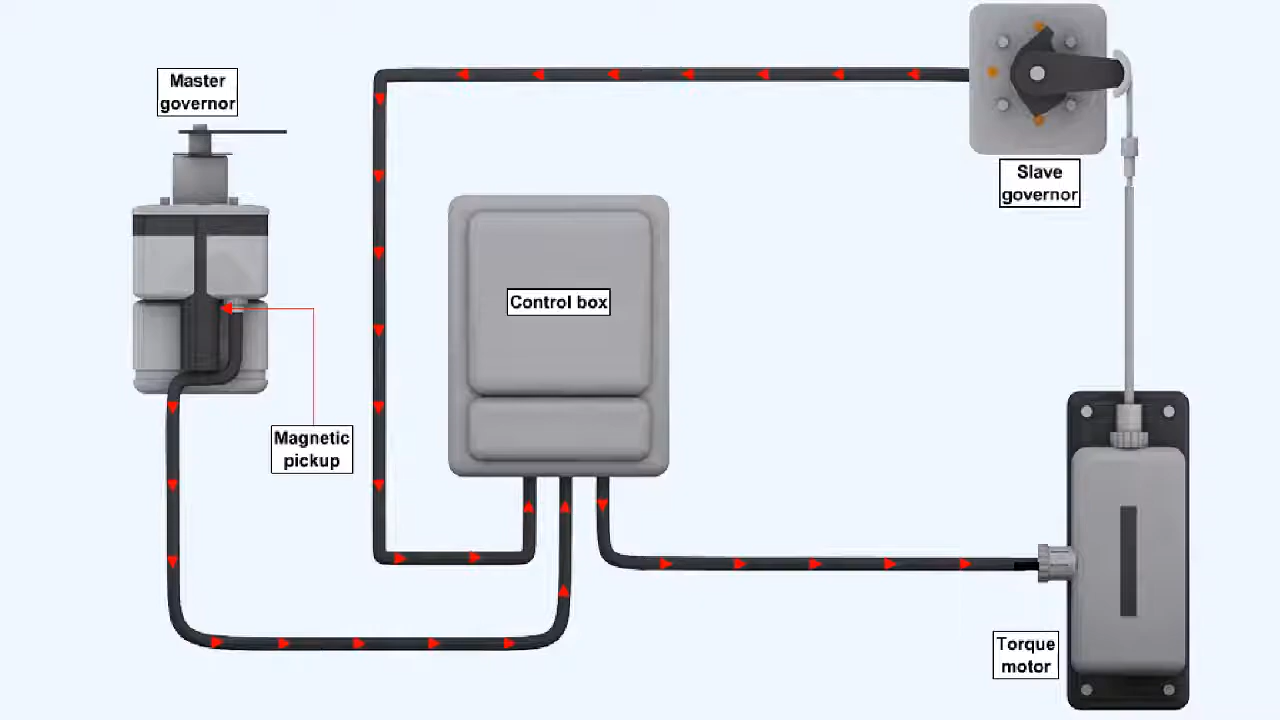 Master
governor
Slave
governor
Control box
Magnetic
pickup
Torque
motor